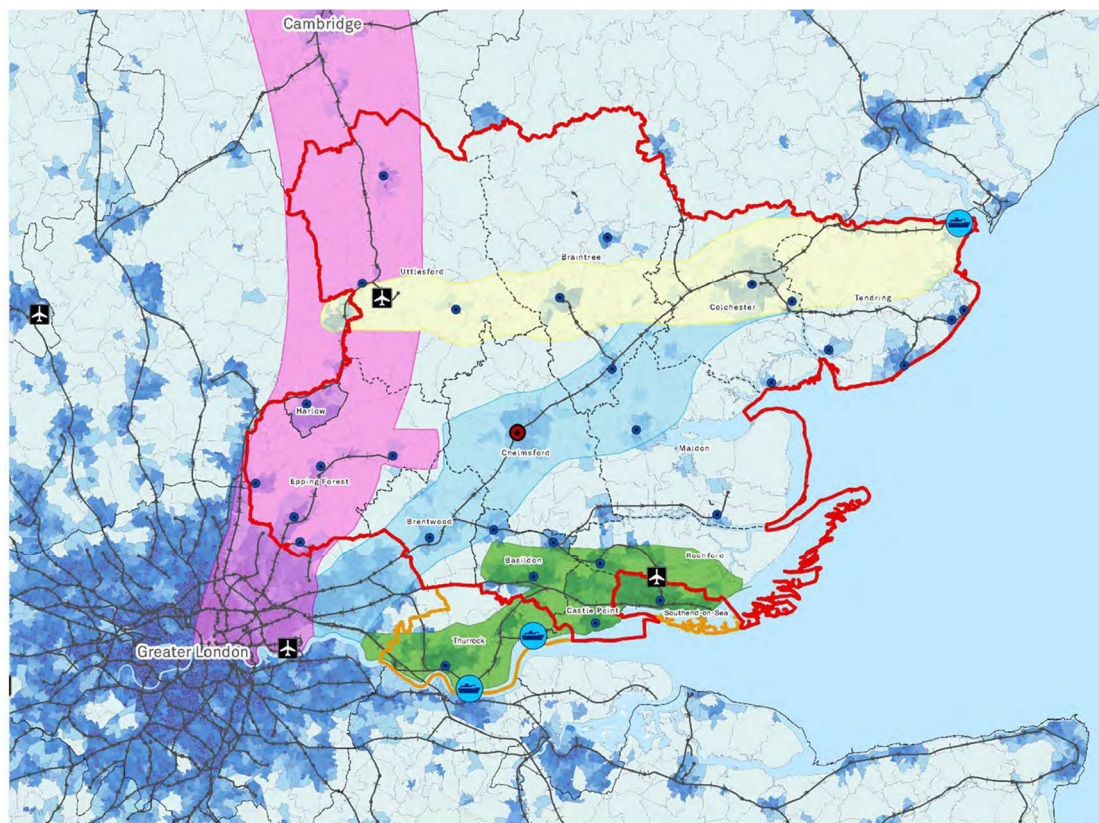 Cambridge
Uttlesford
Braintree
Colchester
Tendring
Harlow
Chelmsford
Maldon
Epping Forest
Brentwood
Rochford
Basildon
Castle Point
Southend-on-Sea
Thurrock
Greater London